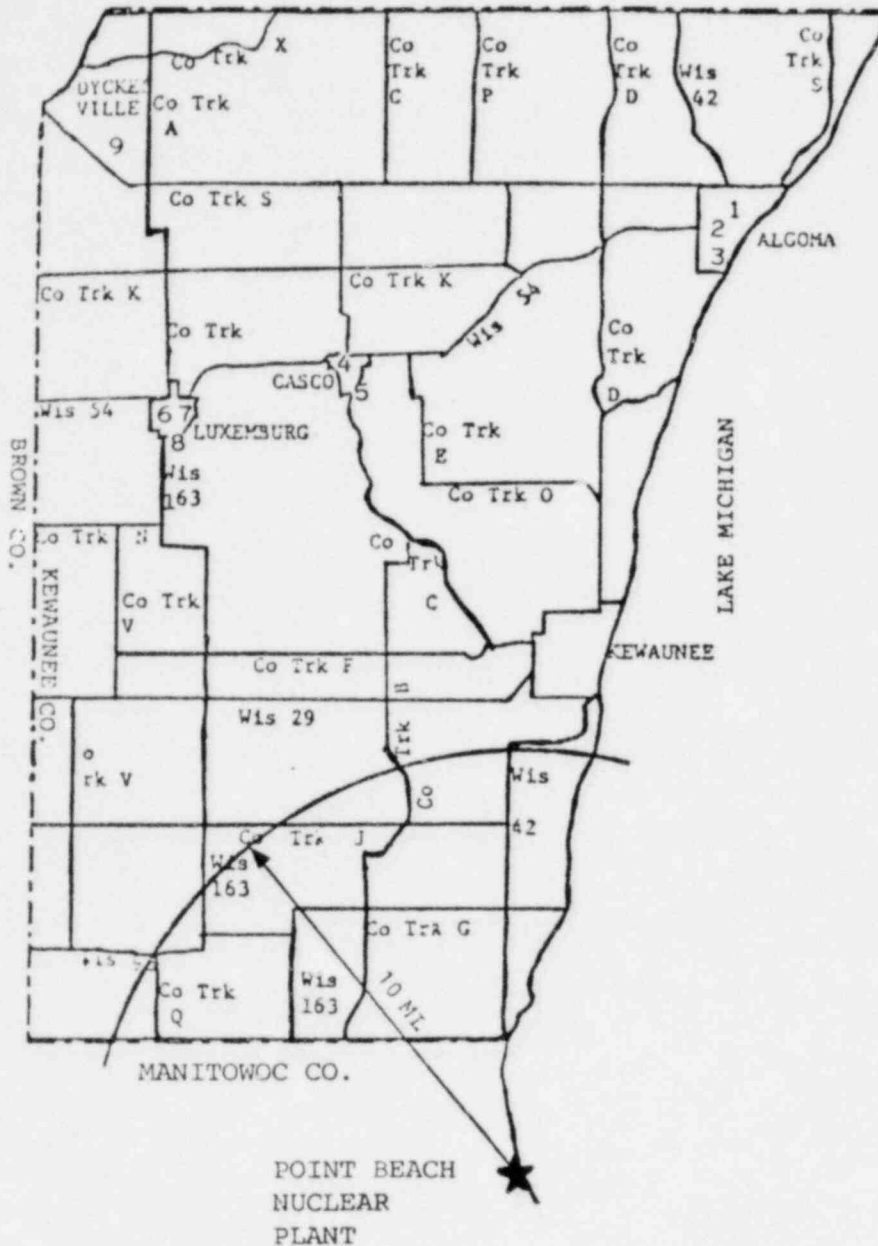 Co Trk X
Co
Trk
C
Co
Trk
P
Co
Trk
D
Wis
42
Co
Trk
S
DYCKES
VILLE
Co Trk
A
9
Co Trk S
1
2
3
ALGOMA
Co Trk K
Co Trk K
Wis 54
Co Trk
Co
Trk
D
4
CASCO
5
Wis 54
6 7
8
LUXEMBURG
Co Trk
E
Wis
163
Co Trk O
LAKE MICHIGAN
BROWN CO.
KEWAUNEE CO.
Co Trk N
Co
Trk
C
Co Trk
V
KEWAUNEE
Co Trk F
Co Trk B
Wis 29
rk V
Wis
42
Co Trk J
Wis
163
Co Trk G
10 MI.
Co Trk
Q
Wis
163
MANITOWOC CO.
POINT BEACH
NUCLEAR
PLANT